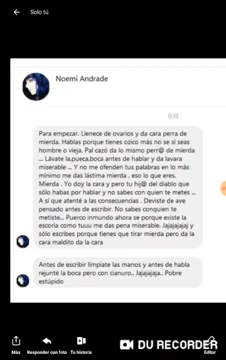 Solo tú
Noemi Andrade
0:33
Para empezar. Llenece de ovarios y da cara perra de
mierda. Hablas porque tienes ozico más no se sí seas
hombre o vieja. Pal cazó da lo mismo perr@ de mierda
... Lávate la,pueca,boca antes de hablar y da lavara
miserable ... Y no me ofenden tus palabras en lo más
mínimo me das lástima mierda , eso lo que eres.
Mierda . Yo doy la cara y pero tu hij@ del diablo que
sólo habas por hablar y no sabes con quien te metes ...
A sí que atenté a las consecuencias . Deviste de ave
pensado antes de escribir. No sabes conquien te
metiste... Puerco inmundo ahora se porque existe la
escoria como tuuu me das pena miserable. Jajajajajaj y
sólo escribes porque tienes que tirar mierda pero da la
cara maldito da la cara
Antes de escribir límpiate las manos y antes de habla
rejunté la boca pero con cianuro.. Jajajajaja.. Pobre
estúpido
Más
Responder con foto
Tu historia
DU RECORDER
Editar